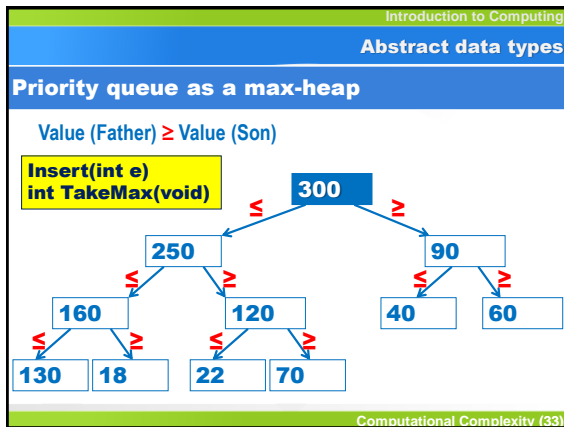 Introduction to Computing
Abstract data types
Priority queue as a max-heap
Value (Father) ≥ Value (Son)
Insert(int e)
int TakeMax(void)
300
≤ ≥
250 90
≤ ≥ ≤ ≥
160 120 40 60
≤ ≥ ≤ ≥
130 18 22 70
Computational Complexity (33)